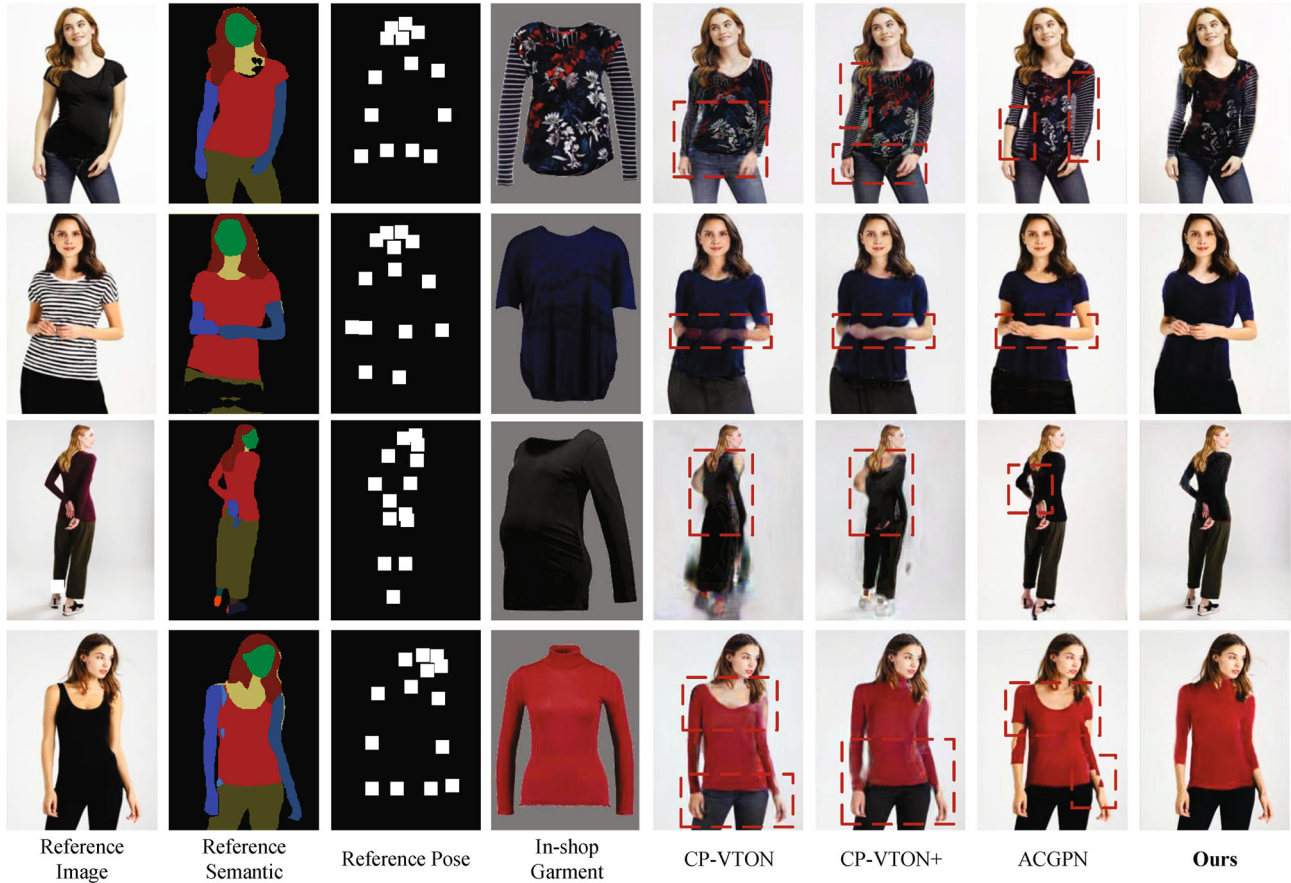 Reference
Image
Reference
Semantic
Reference Pose
In-shop
Garment
CP-VTON
CP-VTON+
ACGPN
Ours